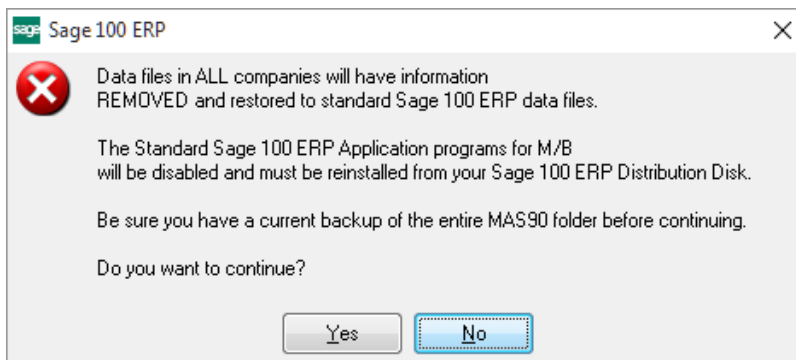 sage Sage 100 ERP
Data files in ALL companies will have information
REMOVED and restored to standard Sage 100 ERP data files.
The Standard Sage 100 ERP Application programs for M/B
will be disabled and must be reinstalled from your Sage 100 ERP Distribution Disk.
Be sure you have a current backup of the entire MAS90 folder before continuing.
Do you want to continue?
Yes No